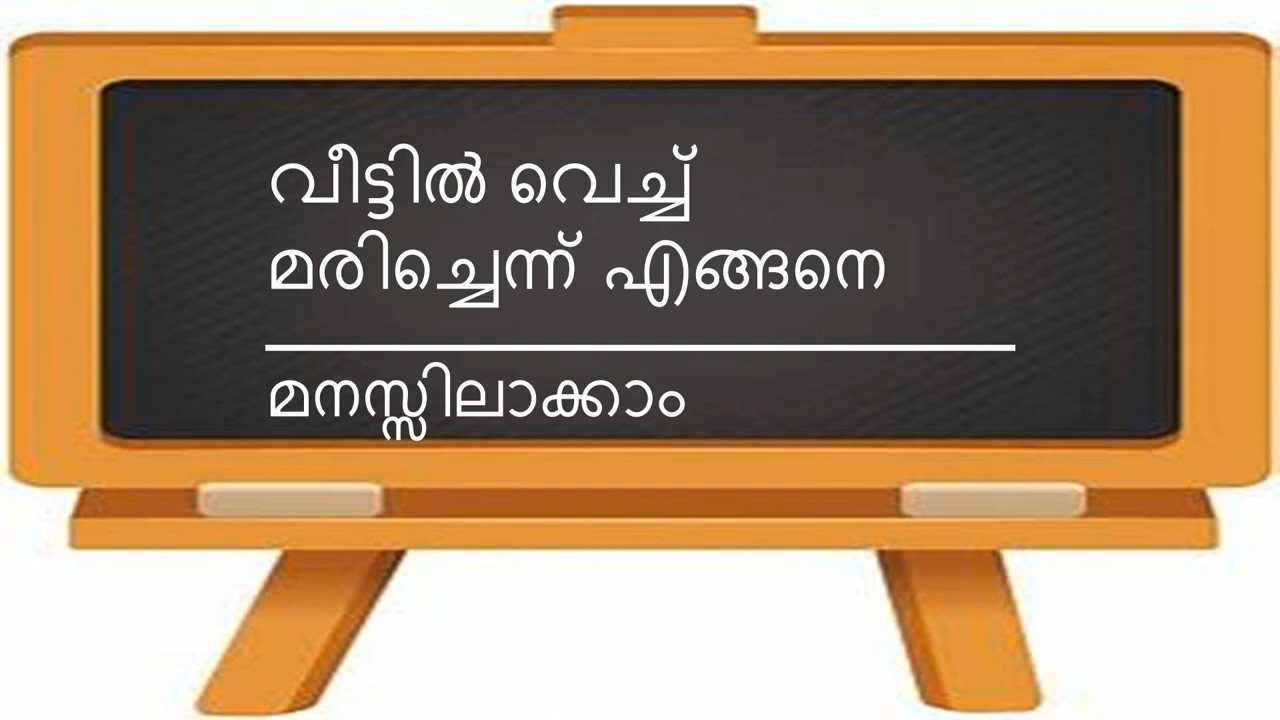 വീട്ടിൽ വെച്ച്
മരിച്ചെന്ന് എങ്ങനെ
മനസ്സിലാക്കാം